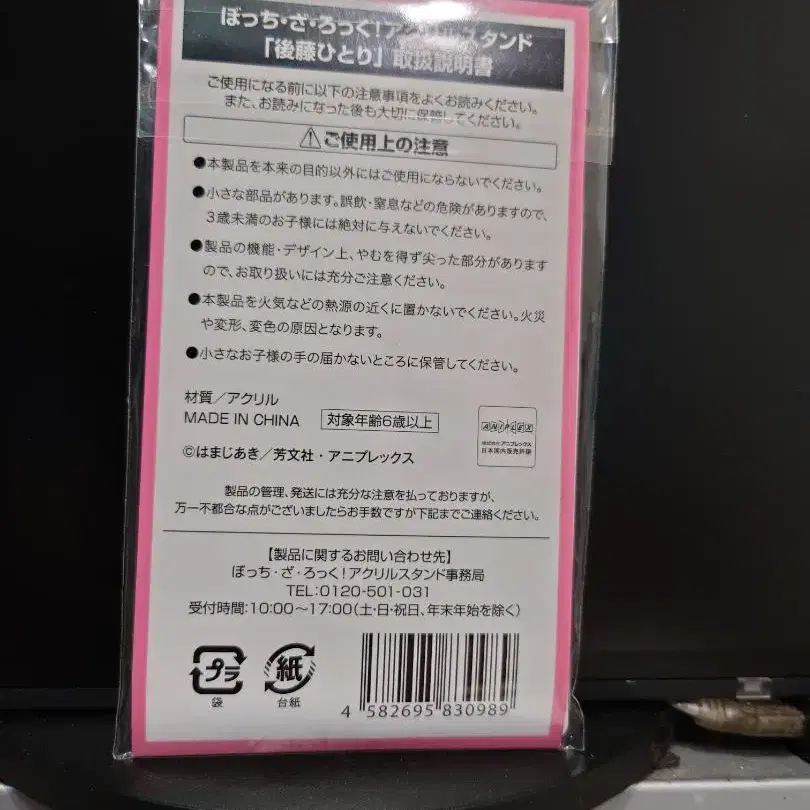 ぼっち・ざ・ろっく!アクリルスタンド
「後藤ひとり」取扱説明書
ご使用になる前に以下の注意事項をよくお読みください。
また、お読みになった後も大切に保管してください。
ご使用上の注意
●本製品を本来の目的以外にはご使用にならないでください。
●小さな部品があります。誤飲・窒息などの危険がありますので、
3歳未満のお子様には絶対に与えないでください。
●製品の機能・デザイン上、やむを得ず尖った部分があります
ので、お取り扱いには充分ご注意ください。
●本製品を火気などの熱源の近くに置かないでください。火災
や変形、変色の原因となります。
●小さなお子様の手の届かないところに保管してください。
材質/アクリル
MADE IN CHINA 対象年齢6歳以上
©はまじあき/芳文社・アニプレックス
ANIPLEX
株式会社アニプレックス
日本国内販売許諾
製品の管理、発送には充分な注意を払っておりますが、
万一不都合な点がございましたらお手数ですが下記までご連絡ください。
【製品に関するお問い合わせ先】
ぼっち・ざ・ろっく!アクリルスタンド事務局
TEL:0120-501-031
受付時間:10:00~17:00(土・日・祝日、年末年始を除く)
プラ
袋
紙
台紙
4 582695 830989